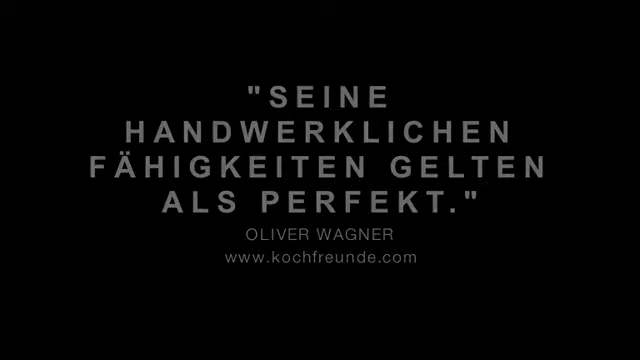 "SEINE
HANDWERKLICHEN
FÄHIGKEITEN GELTEN
ALS PERFEKT."
OLIVER WAGNER
www.kochfreunde.com